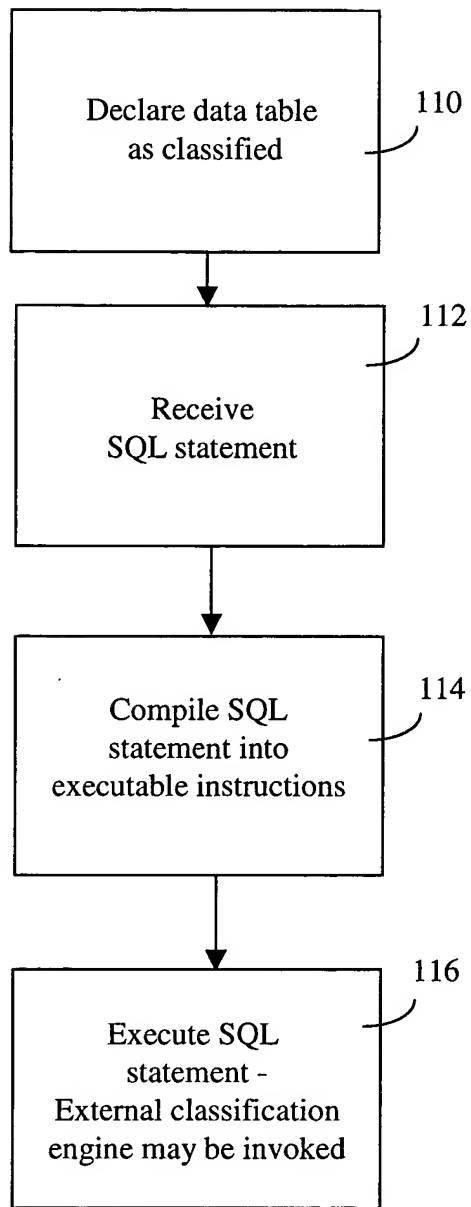 Declare data table
as classified
110
Receive
SQL statement
112
Compile SQL
statement into
executable instructions
114
Execute SQL
statement -
External classification
engine may be invoked
116